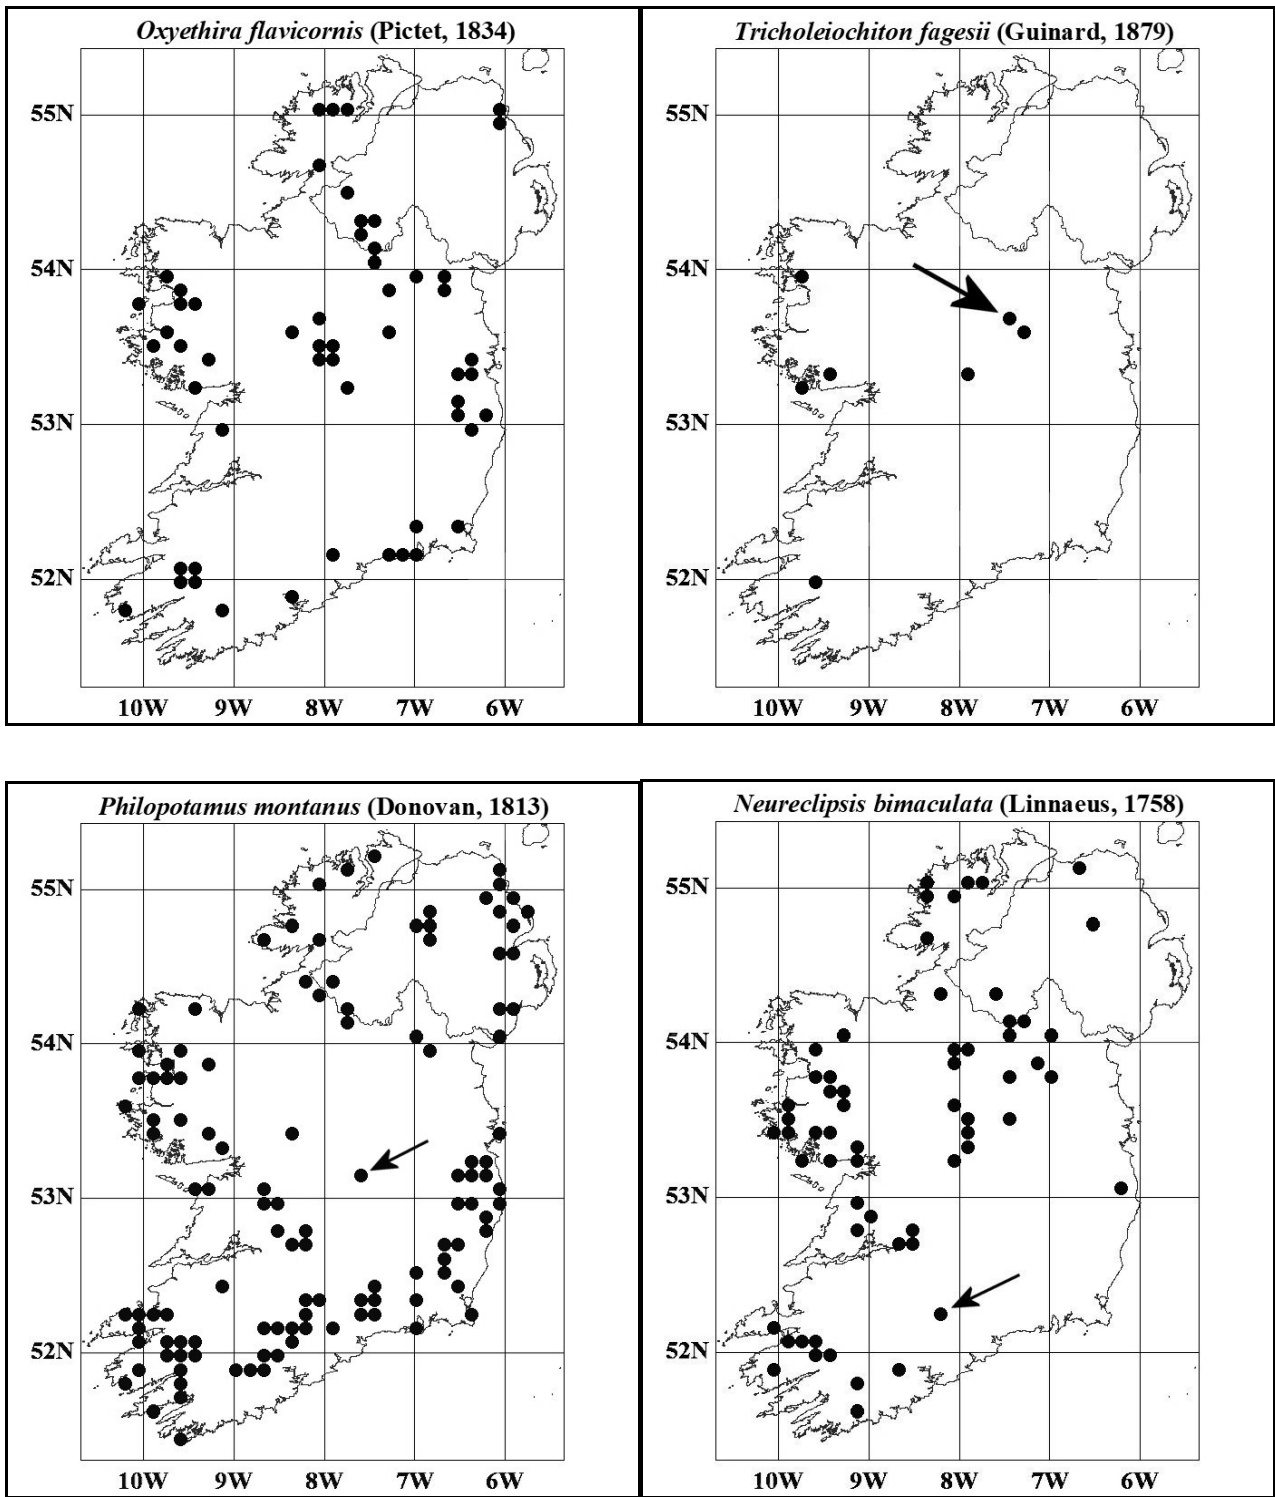 Oxyethira flavicornis (Pictet, 1834)
55N
54N
53N
52N
10W 9W 8W 7W 6W
Tricholeiochiton fagesii (Guinard, 1879)
55N
54N
53N
52N
10W 9W 8W 7W 6W
Philopotamus montanus (Donovan, 1813)
55N
54N
53N
52N
10W 9W 8W 7W 6W
Neureclipsis bimaculata (Linnaeus, 1758)
55N
54N
53N
52N
10W 9W 8W 7W 6W